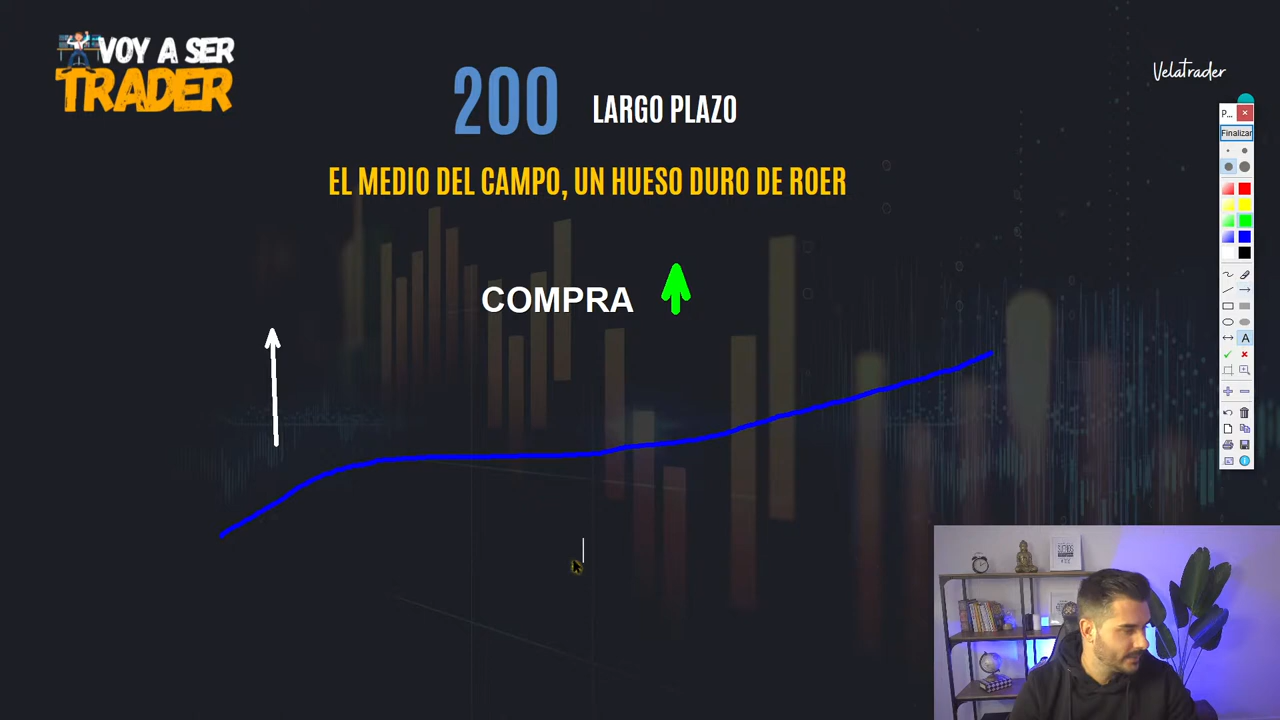 VOY A SER
TRADER
200 LARGO PLAZO
Velatrader
EL MEDIO DEL CAMPO, UN HUESO DURO DE ROER
COMPRA
P...
Finalizar
A